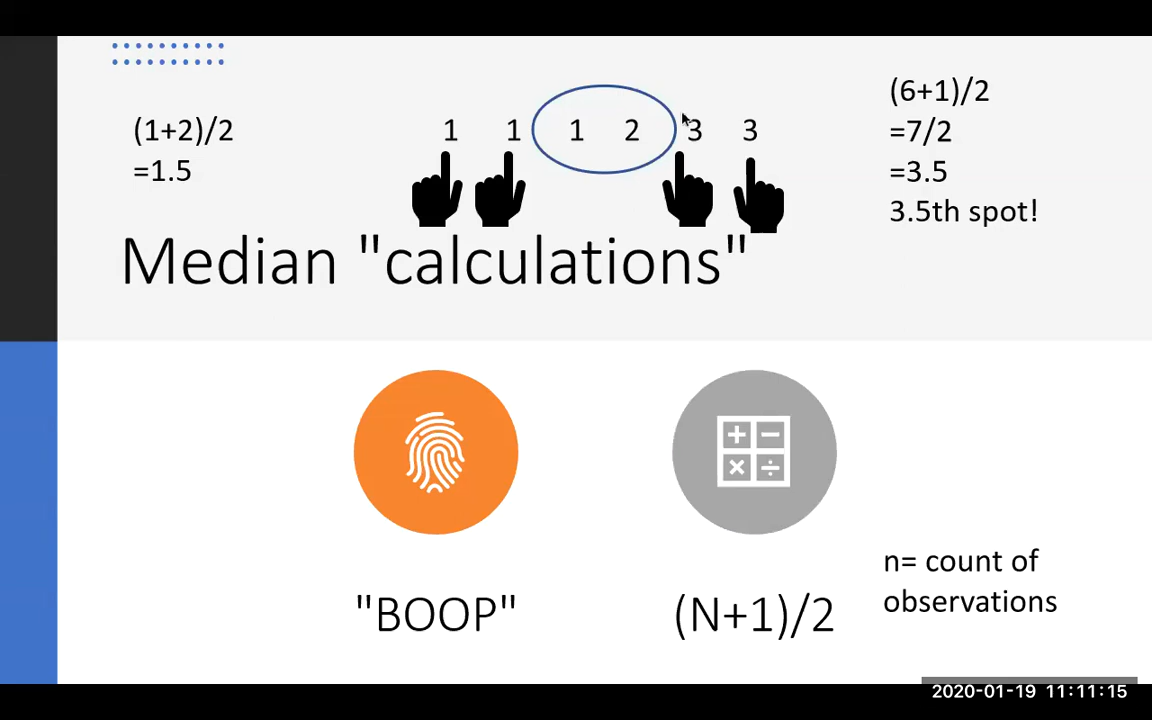 (1+2)/2
=1.5
1 1 1 2 3 3
(6+1)/2
=7/2
=3.5
3.5th spot!
Median "calculations"
"BOOP"
(N+1)/2
n= count of
observations
2020-01-19 11:11:15